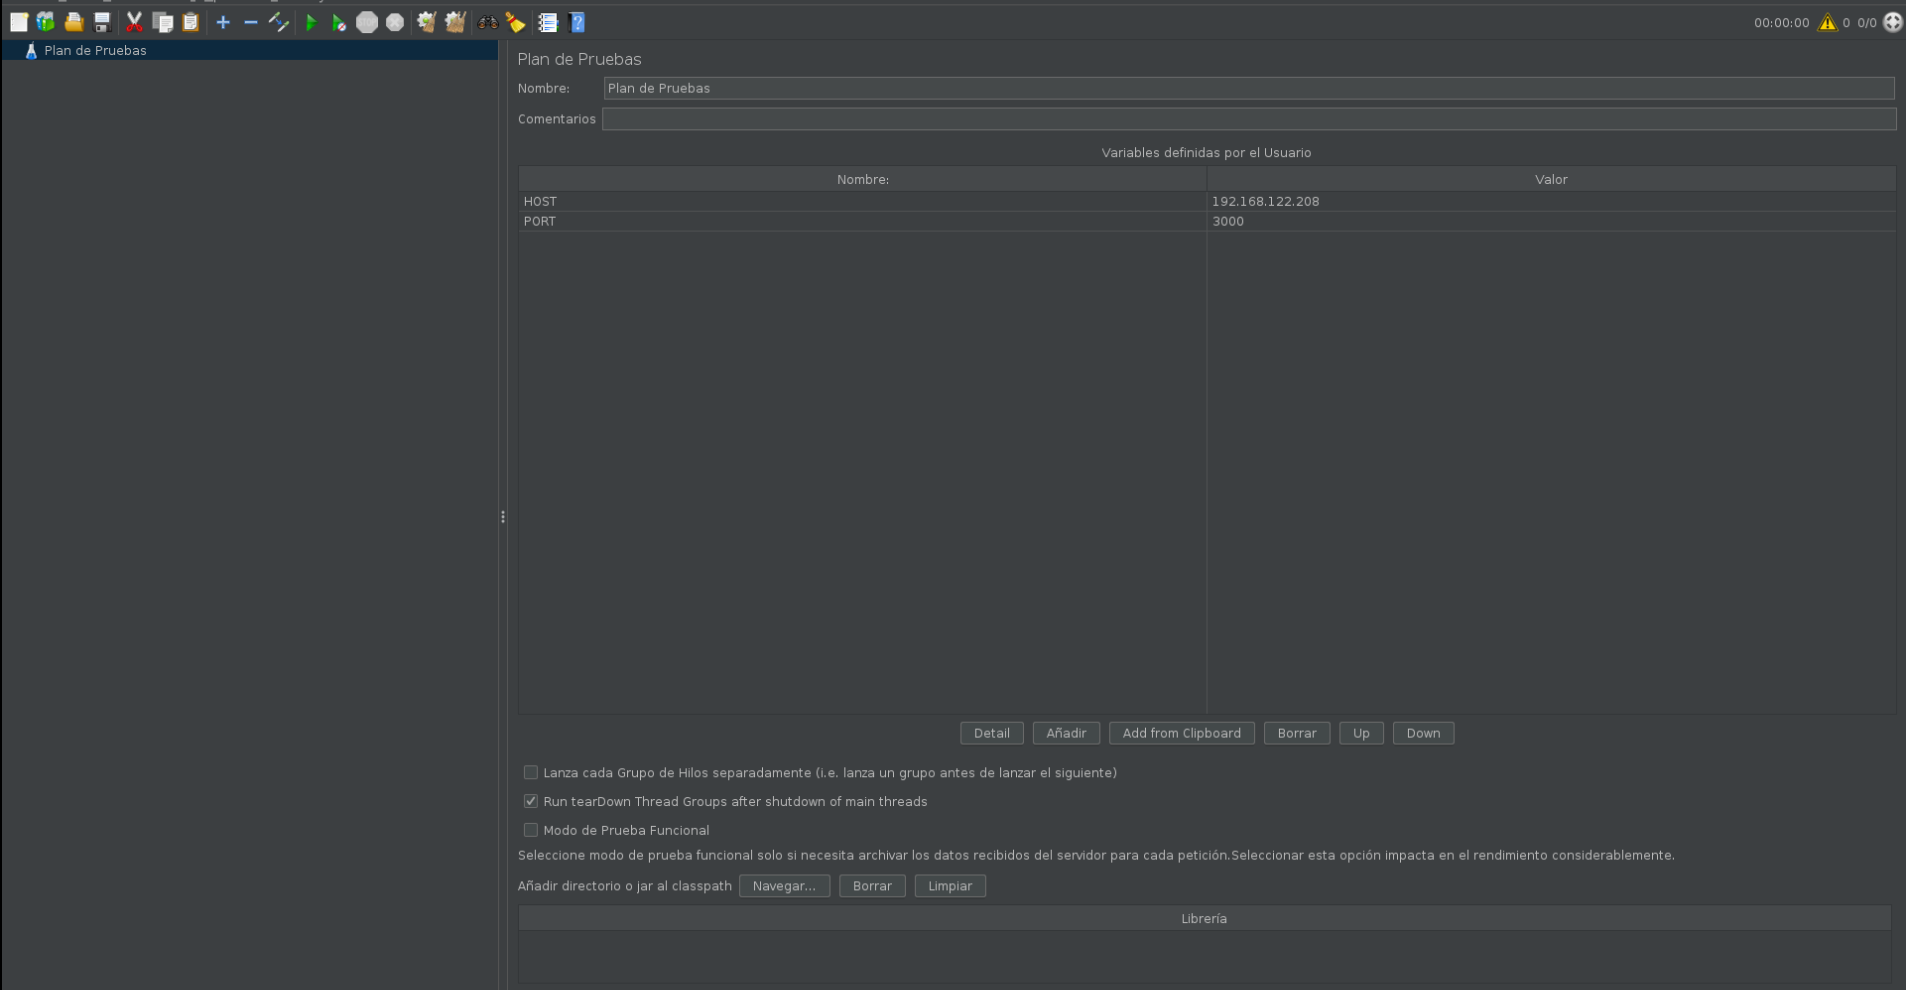 00:00:00 0 0/0
Plan de Pruebas
Plan de Pruebas
Nombre: Plan de Pruebas
Comentarios
Variables definidas por el Usuario
Nombre: Valor
HOST 192.168.122.208
PORT 3000
Detail Añadir Add from Clipboard Borrar Up Down
Lanza cada Grupo de Hilos separadamente (i.e. lanza un grupo antes de lanzar el siguiente)
Run tearDown Thread Groups after shutdown of main threads
Modo de Prueba Funcional
Seleccione modo de prueba funcional solo si necesita archivar los datos recibidos del servidor para cada petición.Seleccionar esta opción impacta en el rendimiento considerablemente.
Añadir directorio o jar al classpath Navegar... Borrar Limpiar
Librería